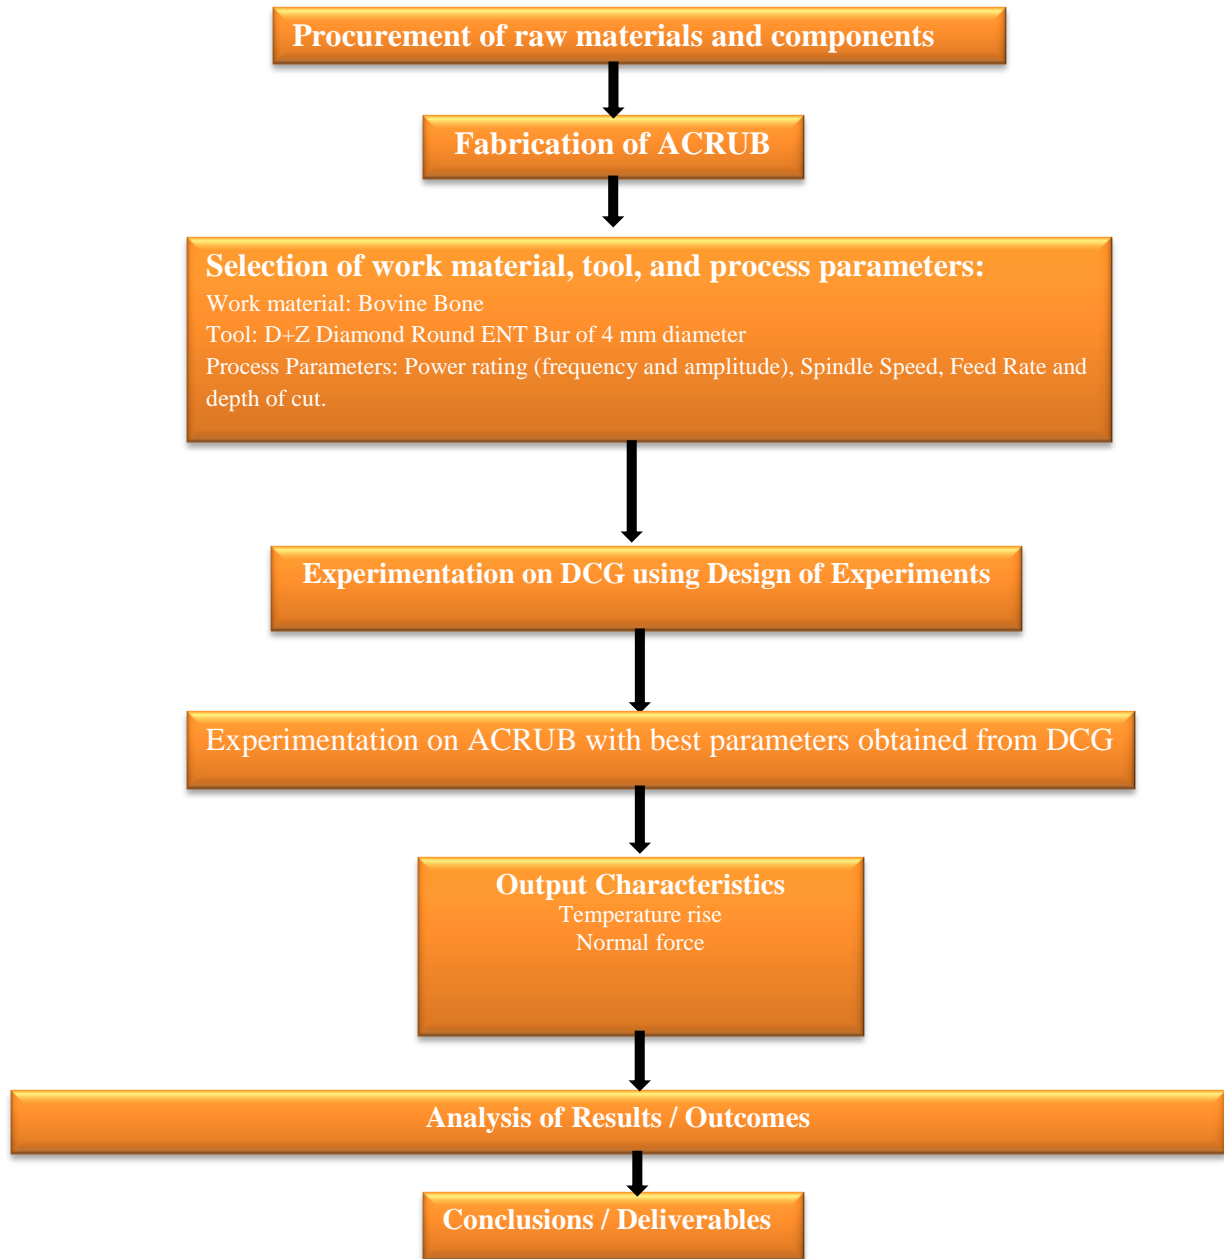 Procurement of raw materials and components
Fabrication of ACRUB
Selection of work material, tool, and process parameters:
Work material: Bovine Bone
Tool: D+Z Diamond Round ENT Bur of 4 mm diameter
Process Parameters: Power rating (frequency and amplitude), Spindle Speed, Feed Rate and
depth of cut.
Experimentation on DCG using Design of Experiments
Experimentation on ACRUB with best parameters obtained from DCG
Output Characteristics
Temperature rise
Normal force
Analysis of Results / Outcomes
Conclusions / Deliverables